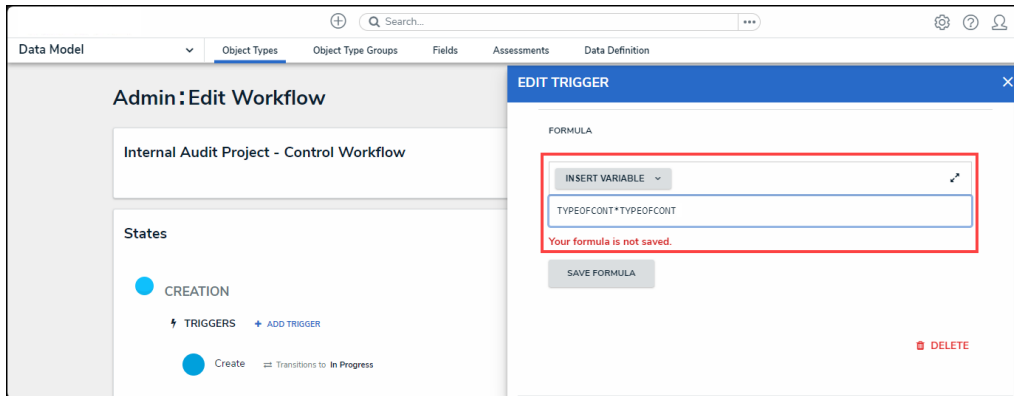 Search...
Data Model
Object Types
Object Type Groups
Fields
Assessments
Data Definition
Admin:Edit Workflow
Internal Audit Project - Control Workflow
States
CREATION
TRIGGERS
+ ADD TRIGGER
Create
Transitions to In Progress
EDIT TRIGGER
FORMULA
INSERT VARIABLE
TYPEOFCONT*TYPEOFCONT
Your formula is not saved.
SAVE FORMULA
DELETE